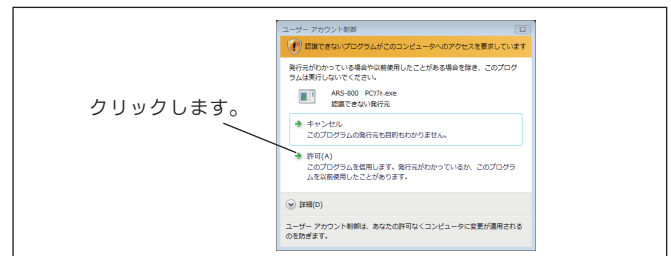 クリックします。
ユーザー アカウント制御
認識できないプログラムがこのコンピュータへのアクセスを要求しています
発行元がわかっている場合や以前使用したことがある場合を除き、このプログ
ラムは実行しないでください。
ARS-800 PCｿﾌﾄ.exe
認識できない発行元
キャンセル
このプログラムの発行元も目的もわかりません。
許可(A)
このプログラムを信用します。発行元がわかっているか、このプログラ
ムを以前使用したことがあります。
詳細(D)
ユーザー アカウント制御は、あなたの許可なくコンピュータに変更が適用される
のを防ぎます。